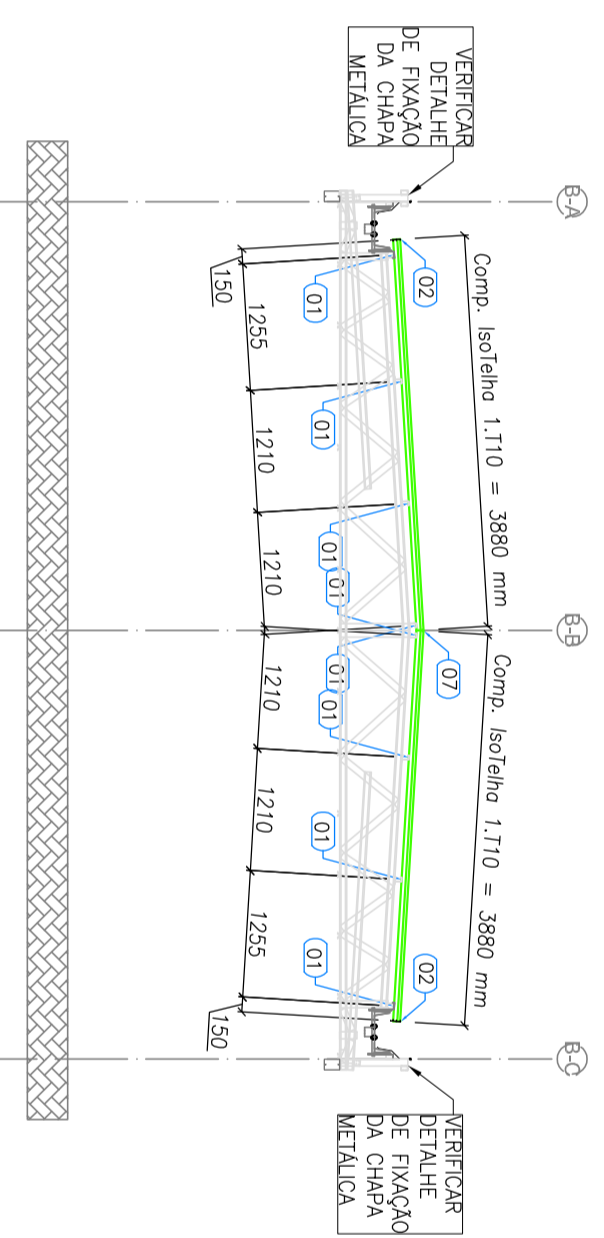 VERIFICAR
DETALHE
DE FIXAÇÃO
DA CHAPA
METÁLICA
B-A
B-B
B-C
Comp. IsoTelha 1.T10 = 3880 mm
Comp. IsoTelha 1.T10 = 3880 mm
02
07
02
01
01
01
01
01
01
01
01
150
1255
1210
1210
1210
1210
1255
150
VERIFICAR
DETALHE
DE FIXAÇÃO
DA CHAPA
METÁLICA